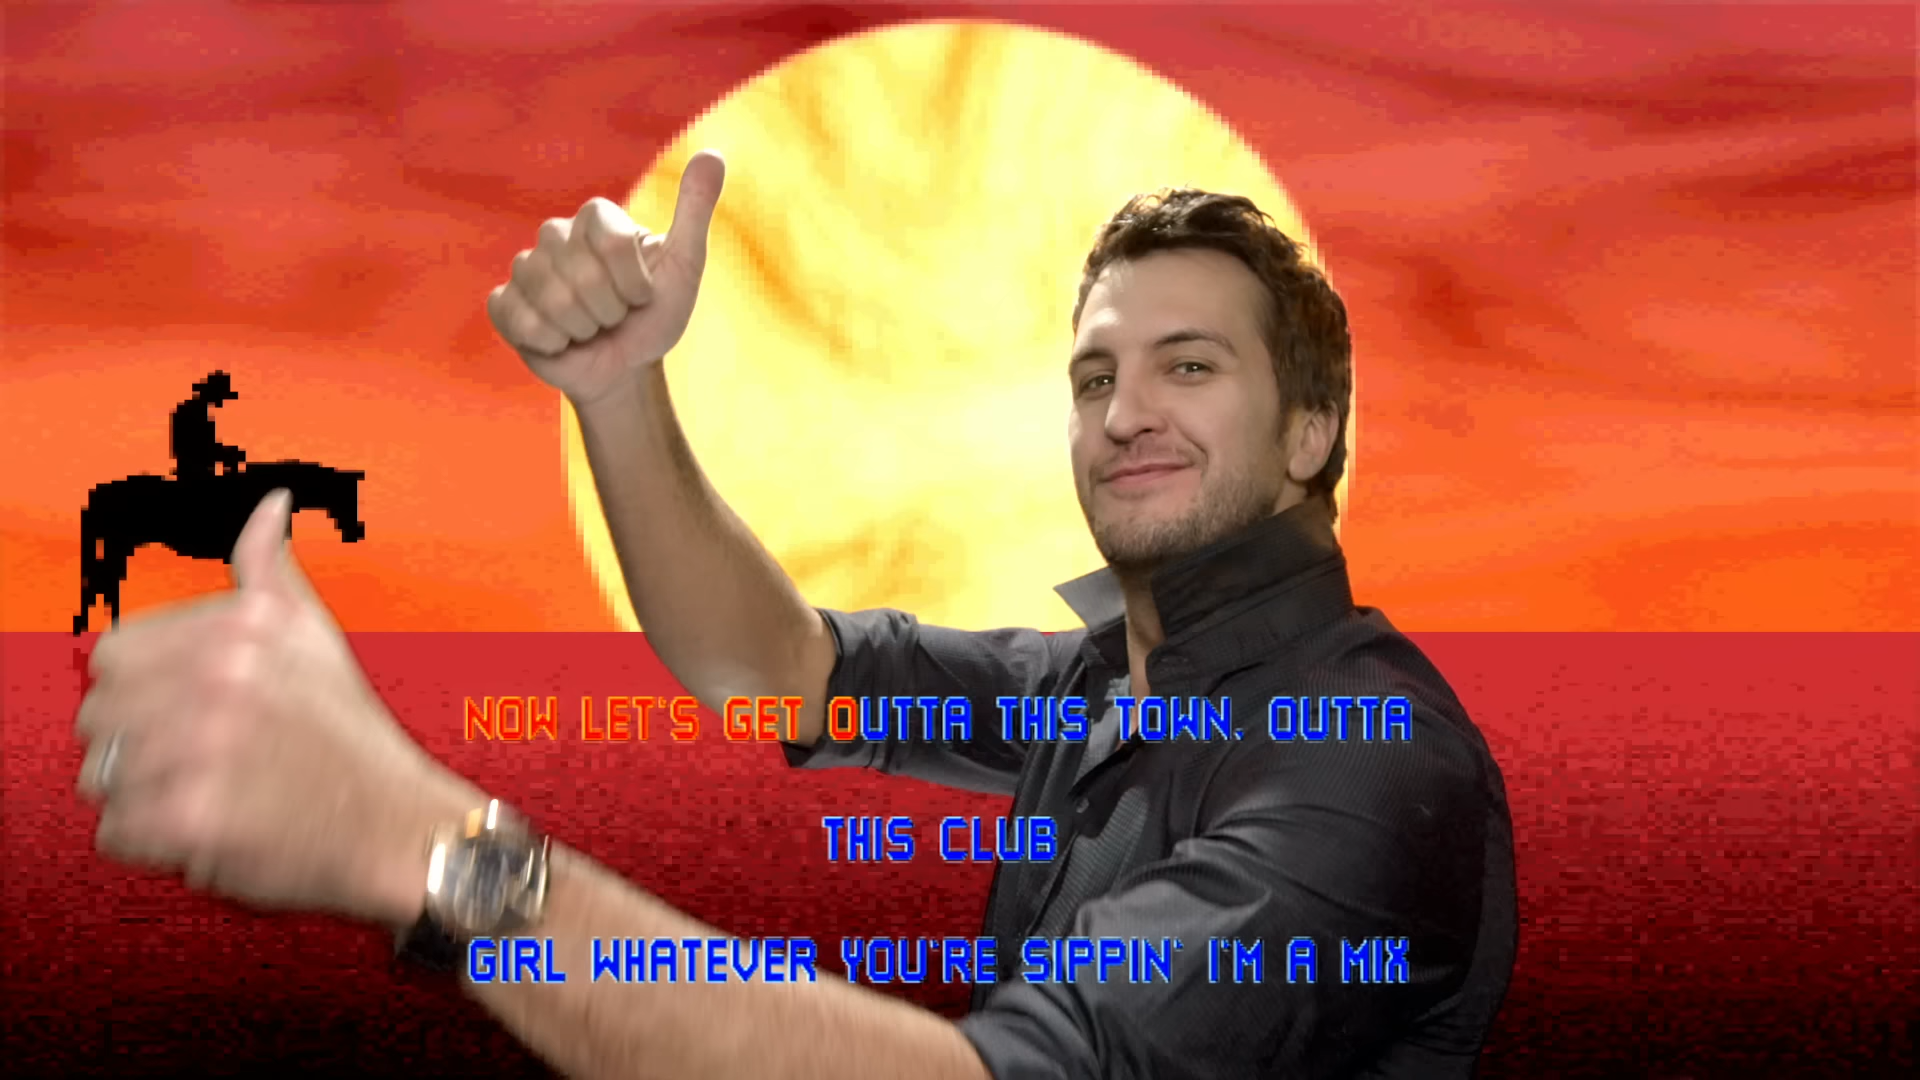 NOW LET'S GET OUTTA THIS TOWN, OUTTA
THIS CLUB
GIRL WHATEVER YOU'RE SIPPIN' I'M A MIX